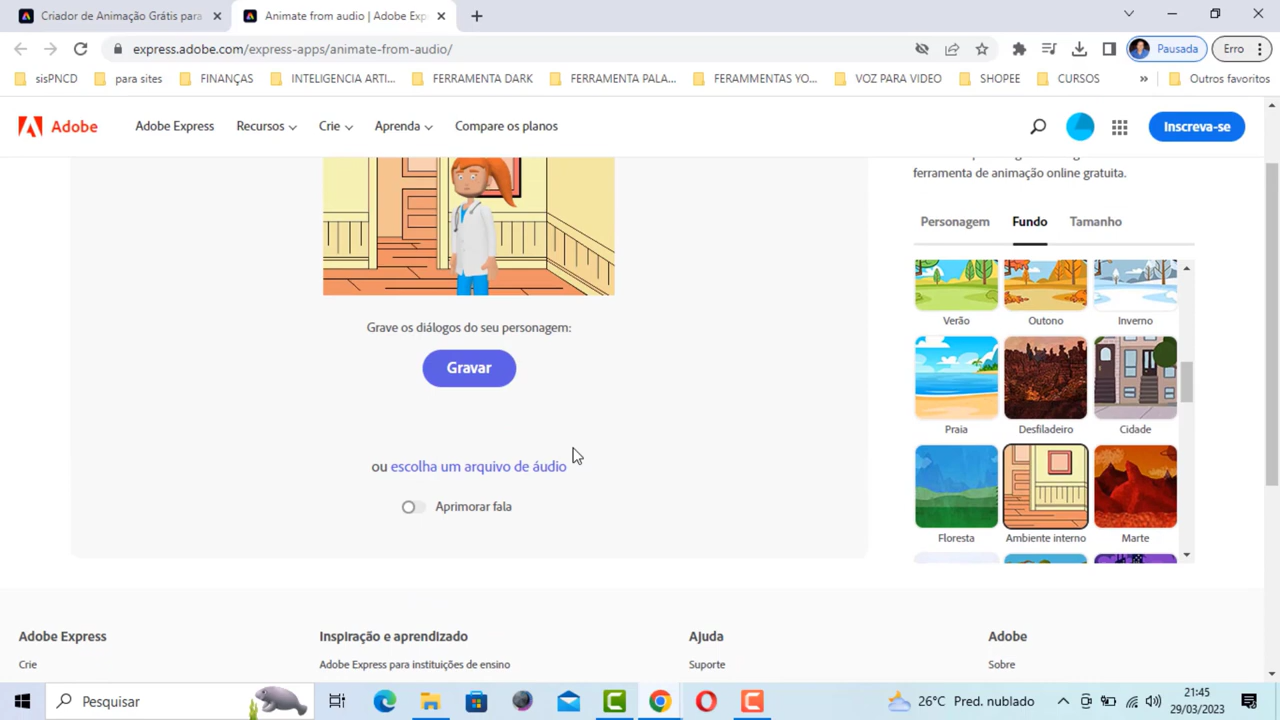 Criador de Animação Grátis para
Animate from audio | Adobe Exp
express.adobe.com/express-apps/animate-from-audio/
Pausada
Erro
sisPNCD
para sites
FINANÇAS
INTELIGENCIA ARTI...
FERRAMENTA DARK
FERRAMENTA PALA...
FERAMMENTAS YO...
VOZ PARA VIDEO
SHOPEE
CURSOS
»
Outros favoritos
Adobe
Adobe Express
Recursos
Crie
Aprenda
Compare os planos
Inscreva-se
ferramenta de animação online gratuita.
Personagem
Fundo
Tamanho
Verão
Outono
Inverno
Grave os diálogos do seu personagem:
Gravar
Praia
Desfiladeiro
Cidade
ou escolha um arquivo de áudio
Aprimorar fala
Floresta
Ambiente interno
Marte
Adobe Express
Inspiração e aprendizado
Ajuda
Adobe
Crie
Adobe Express para instituições de ensino
Suporte
Sobre
Pesquisar
26°C Pred. nublado
21:45
29/03/2023